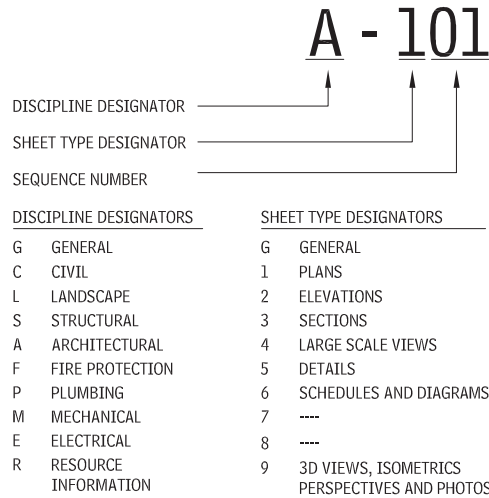 A - 101
DISCIPLINE DESIGNATOR
SHEET TYPE DESIGNATOR
SEQUENCE NUMBER
DISCIPLINE DESIGNATORS
G GENERAL
C CIVIL
L LANDSCAPE
S STRUCTURAL
A ARCHITECTURAL
F FIRE PROTECTION
P PLUMBING
M MECHANICAL
E ELECTRICAL
R RESOURCE
INFORMATION
SHEET TYPE DESIGNATORS
G GENERAL
1 PLANS
2 ELEVATIONS
3 SECTIONS
4 LARGE SCALE VIEWS
5 DETAILS
6 SCHEDULES AND DIAGRAMS
7 ----
8 ----
9 3D VIEWS, ISOMETRICS
PERSPECTIVES AND PHOTOS